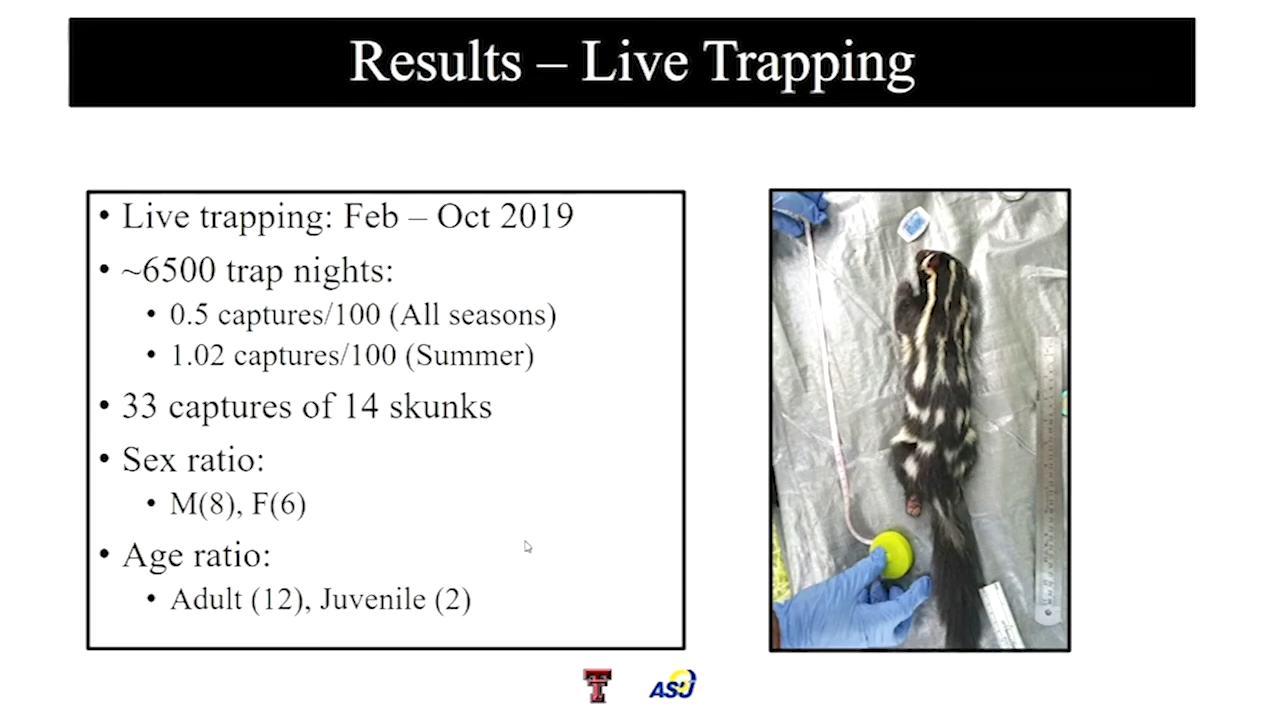 Results – Live Trapping
• Live trapping: Feb – Oct 2019
• ~6500 trap nights:
• 0.5 captures/100 (All seasons)
• 1.02 captures/100 (Summer)
• 33 captures of 14 skunks
• Sex ratio:
• M(8), F(6)
• Age ratio:
• Adult (12), Juvenile (2)
ASU